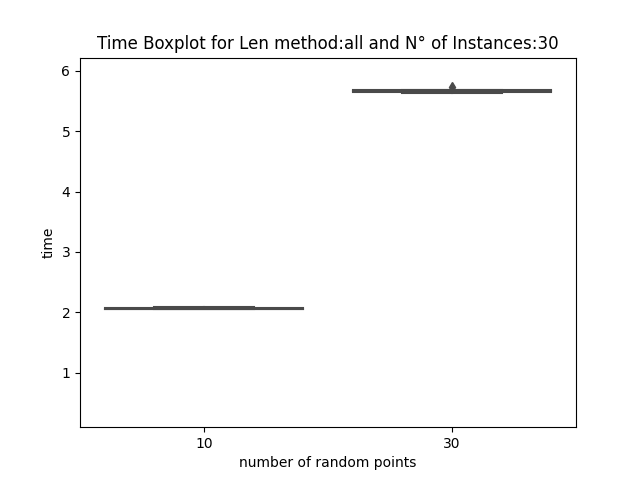 Time Boxplot for Len method:all and N° of Instances:30
6
5
4
3
2
1
time
10
30
number of random points